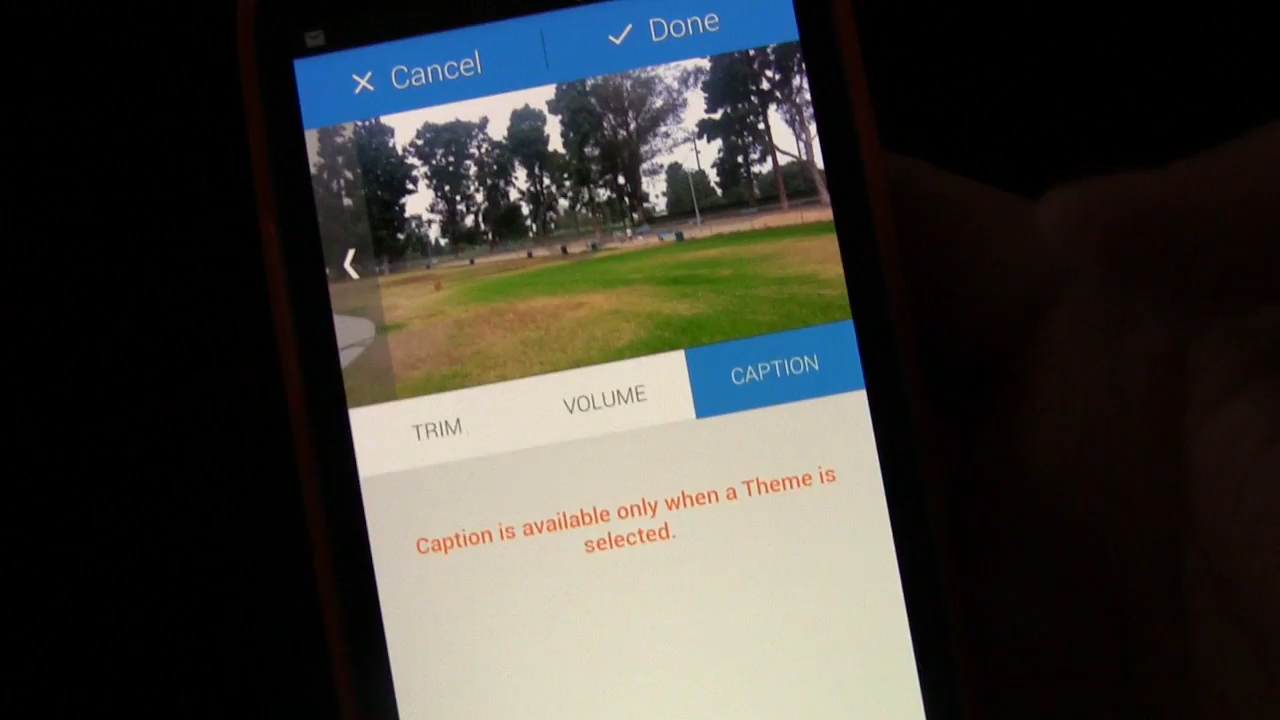 Cancel
Done
TRIM
VOLUME
CAPTION
Caption is available only when a Theme is
selected.